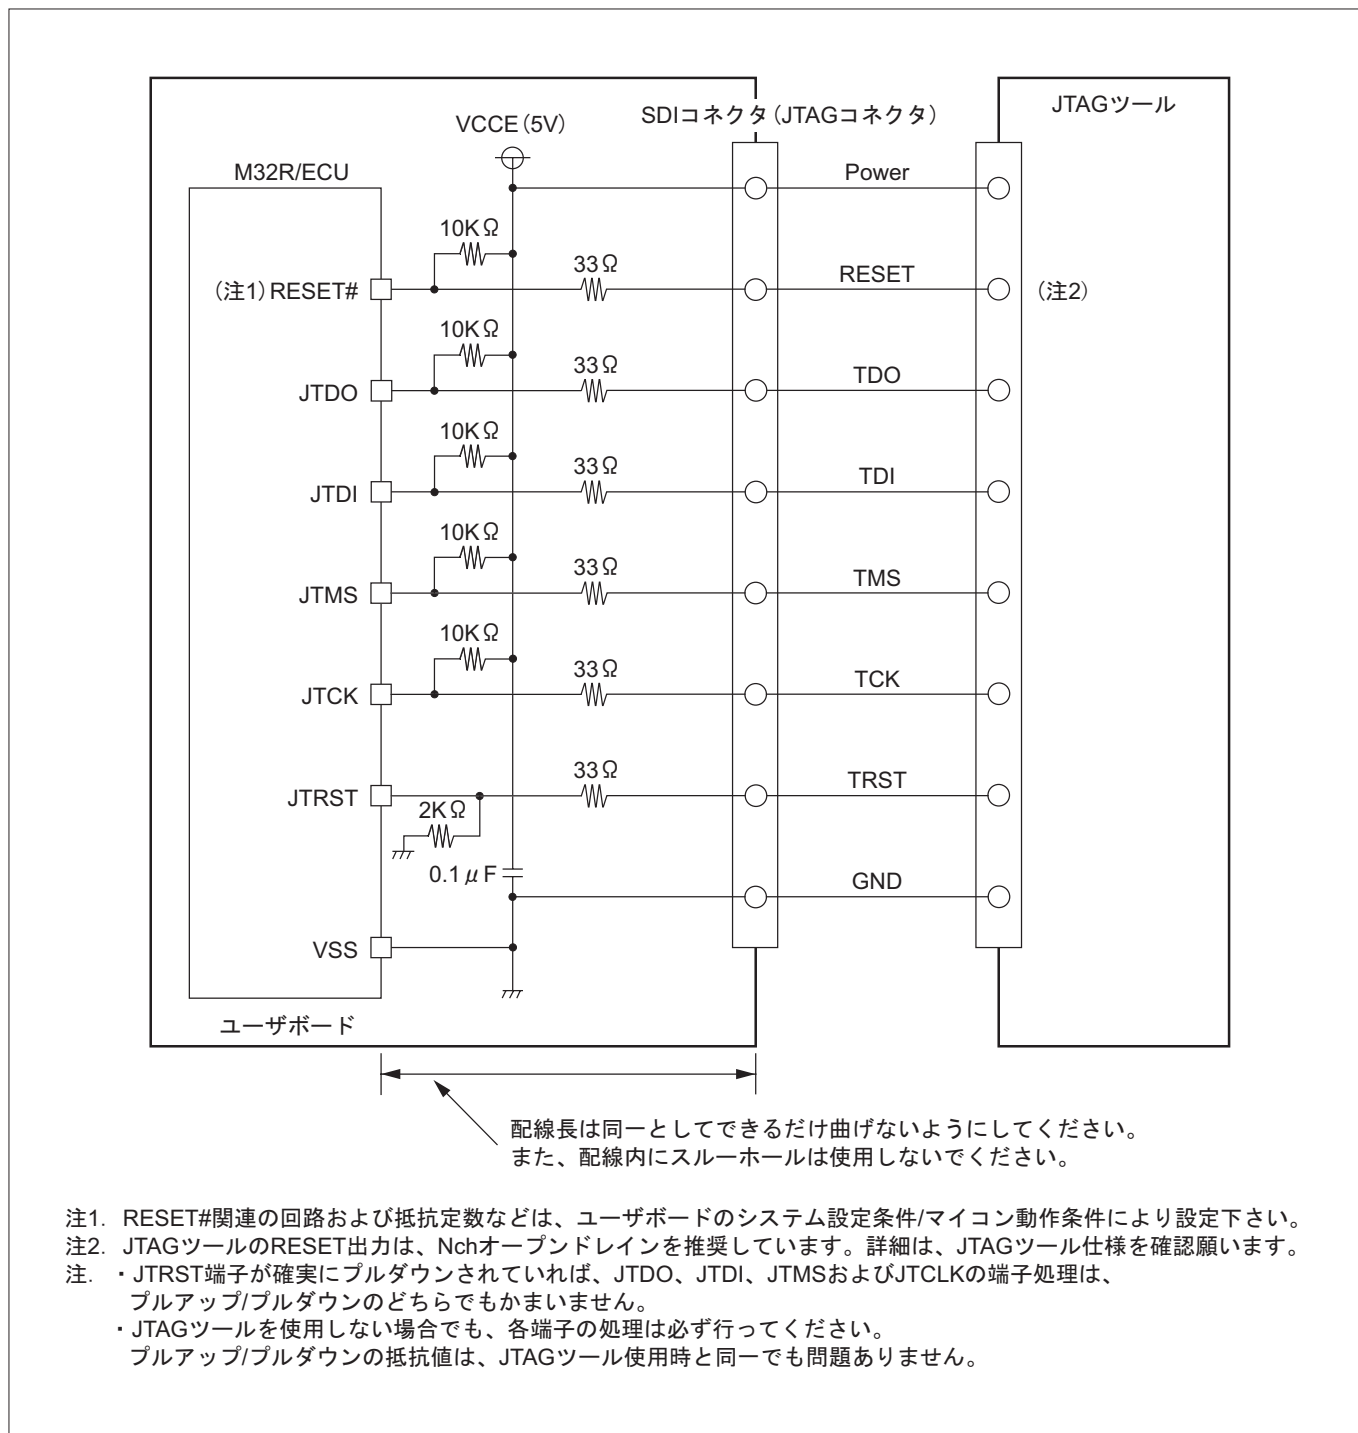 SDIコネクタ(JTAGコネクタ)
JTAGツール
VCCE(5V)
M32R/ECU
Power
10KΩ
33Ω
RESET
(注1)RESET#
(注2)
10KΩ
33Ω
TDO
JTDO
10KΩ
33Ω
TDI
JTDI
10KΩ
33Ω
TMS
JTMS
10KΩ
33Ω
TCK
JTCK
33Ω
TRST
JTRST
2KΩ
0.1μF
GND
VSS
ユーザボード
配線長は同一としてできるだけ曲げないようにしてください。
また、配線内にスルーホールは使用しないでください。
注1. RESET#関連の回路および抵抗定数などは、ユーザボードのシステム設定条件/マイコン動作条件により設定下さい。
注2. JTAGツールのRESET出力は、Nchオープンドレインを推奨しています。詳細は、JTAGツール仕様を確認願います。
注. ・JTRST端子が確実にプルダウンされていれば、JTDO、JTDI、JTMSおよびJTCLKの端子処理は、
プルアップ/プルダウンのどちらでもかまいません。
・JTAGツールを使用しない場合でも、各端子の処理は必ず行ってください。
プルアップ/プルダウンの抵抗値は、JTAGツール使用時と同一でも問題ありません。